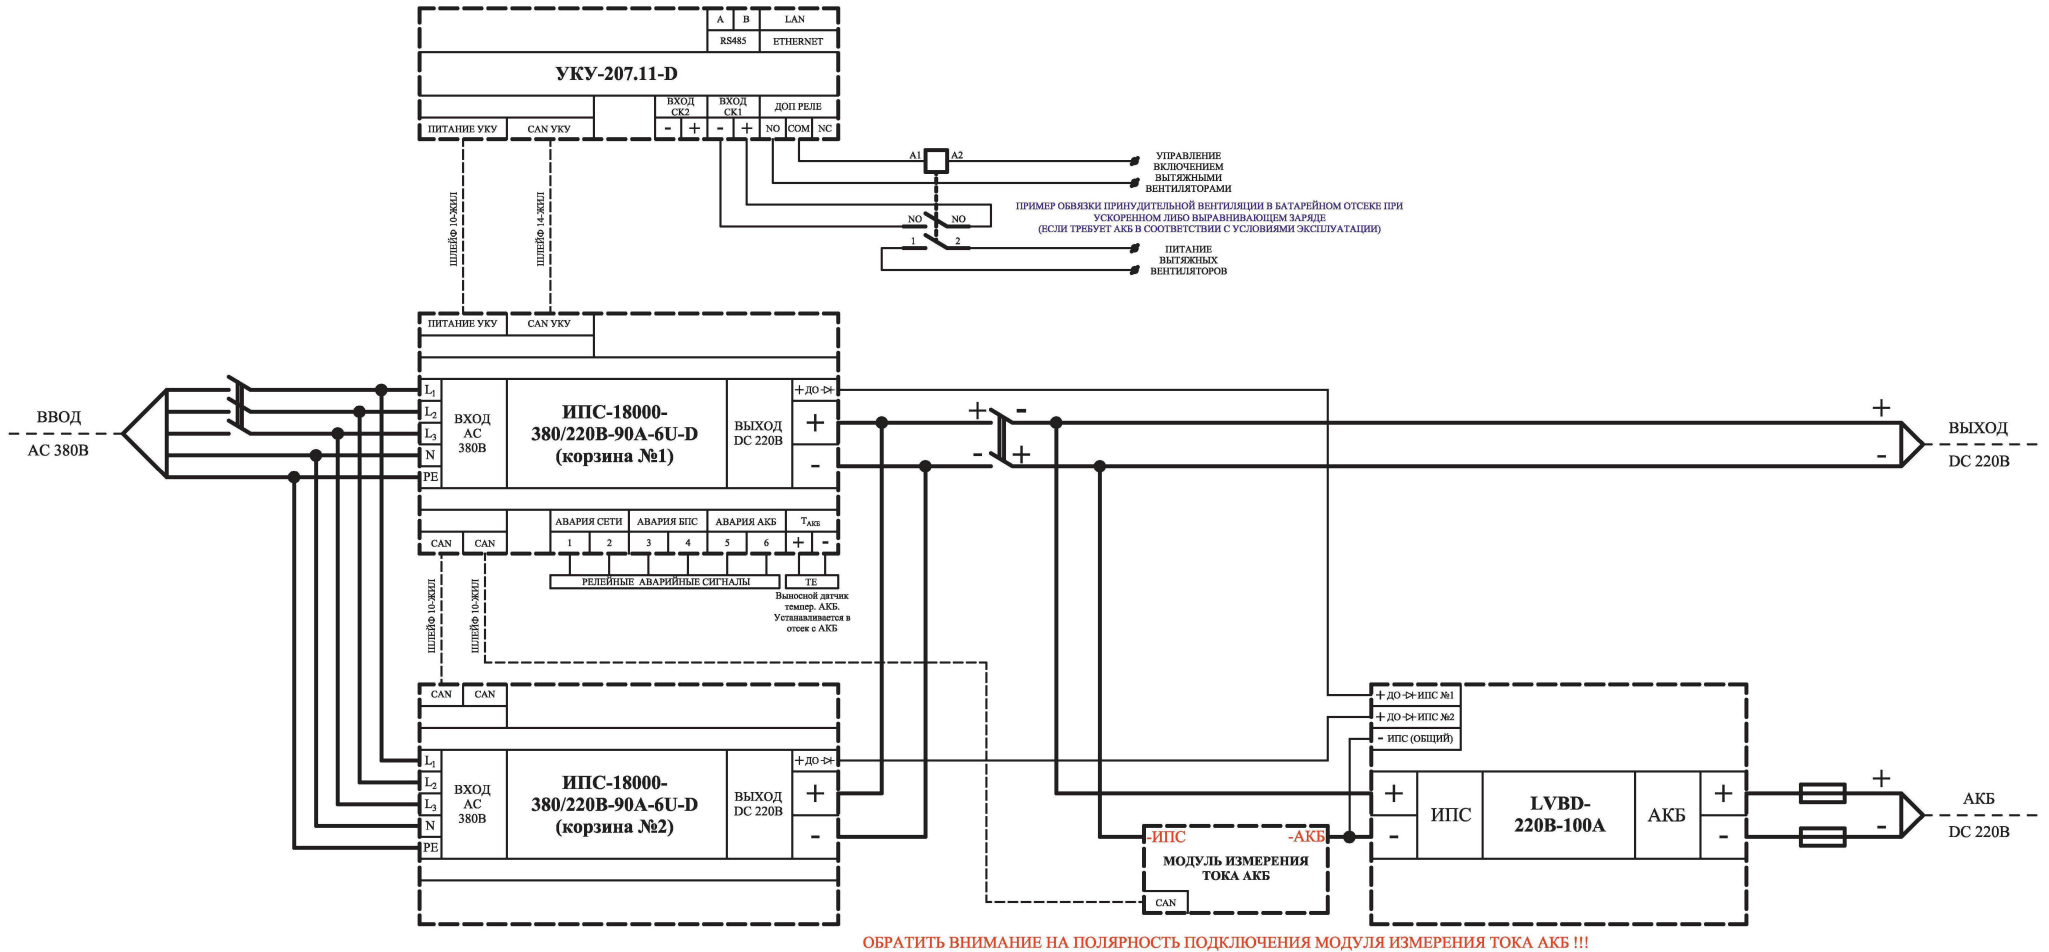 A B LAN
RS485 ETHERNET
УКУ-207.11-D
ВХОД СК2 ВХОД СК1 ДОП РЕЛЕ
ПИТАНИЕ УКУ CAN УКУ - + - + NO COM NC
ШЛЕЙФ 10-ЖИЛ
ШЛЕЙФ 14-ЖИЛ
A1 A2
УПРАВЛЕНИЕ
ВКЛЮЧЕНИЕМ
ВЫТЯЖНЫМИ
ВЕНТИЛЯТОРАМИ
ПРИМЕР ОБВЯЗКИ ПРИНУДИТЕЛЬНОЙ ВЕНТИЛЯЦИИ В БАТАРЕЙНОМ ОТСЕКЕ ПРИ
УСКОРЕННОМ ЛИБО ВЫРАВНИВАЮЩЕМ ЗАРЯДЕ
(ЕСЛИ ТРЕБУЕТ АКБ В СООТВЕТСТВИИ С УСЛОВИЯМИ ЭКСПЛУАТАЦИИ)
NO NO
1 2
ПИТАНИЕ
ВЫТЯЖНЫХ
ВЕНТИЛЯТОРОВ
ПИТАНИЕ УКУ CAN УКУ
ВВОД
AC 380В
L1
L2
L3
N
PE
ВХОД
AC
380В
ИПС-18000-
380/220В-90А-6U-D
(корзина №1)
ВЫХОД
DC 220В
+ ДО
+
-
+ -
- +
+
-
ВЫХОД
DC 220В
АВАРИЯ СЕТИ АВАРИЯ БПС АВАРИЯ АКБ TАКБ
CAN CAN 1 2 3 4 5 6 + -
РЕЛЕЙНЫЕ АВАРИЙНЫЕ СИГНАЛЫ ТЕ
Выносной датчик
темпер. АКБ.
Устанавливается в
отсек с АКБ
ШЛЕЙФ 10-ЖИЛ
ШЛЕЙФ 10-ЖИЛ
CAN CAN
L1
L2
L3
N
PE
ВХОД
AC
380В
ИПС-18000-
380/220В-90А-6U-D
(корзина №2)
ВЫХОД
DC 220В
+ ДО
+
-
+ ДО ИПС №1
+ ДО ИПС №2
- ИПС (ОБЩИЙ)
+
-
ИПС
LVBD-
220В-100А
АКБ
+
-
+
-
АКБ
DC 220В
-ИПС -АКБ
МОДУЛЬ ИЗМЕРЕНИЯ
ТОКА АКБ
CAN
ОБРАТИТЬ ВНИМАНИЕ НА ПОЛЯРНОСТЬ ПОДКЛЮЧЕНИЯ МОДУЛЯ ИЗМЕРЕНИЯ ТОКА АКБ !!!